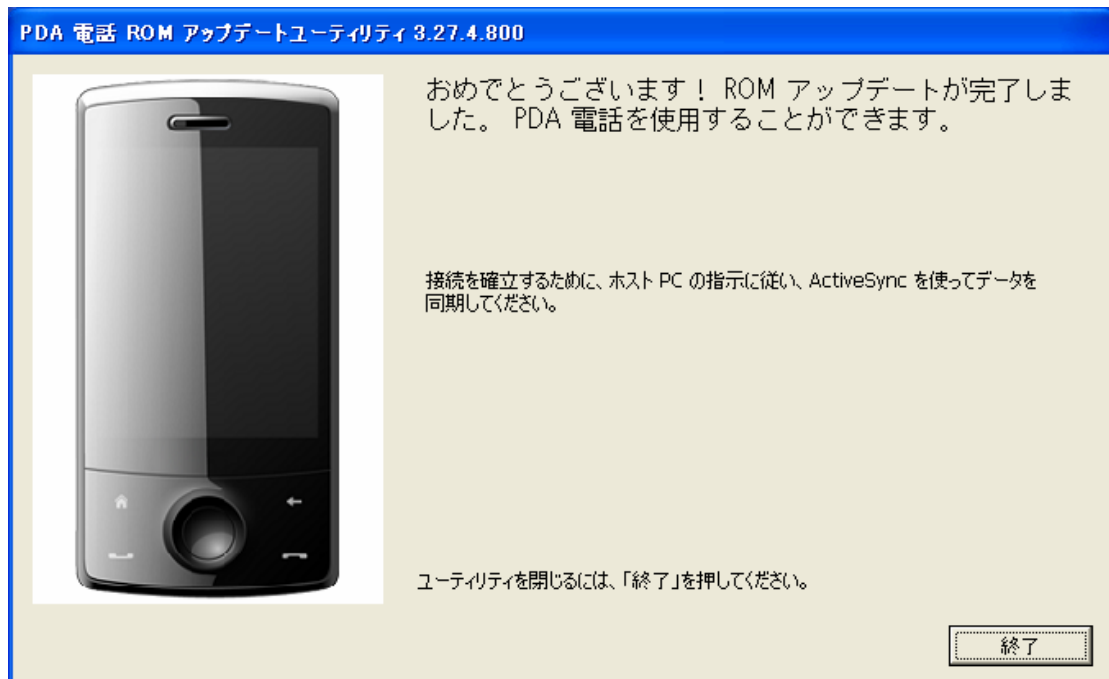 PDA 電話 ROM アップデートユーティリティ 3.27.4.800
おめでとうございます！ ROM アップデートが完了しま
した。 PDA 電話を使用することができます。
接続を確立するために、ホスト PC の指示に従い、ActiveSync を使ってデータを
同期してください。
ユーティリティを閉じるには、「終了」を押してください。
終了